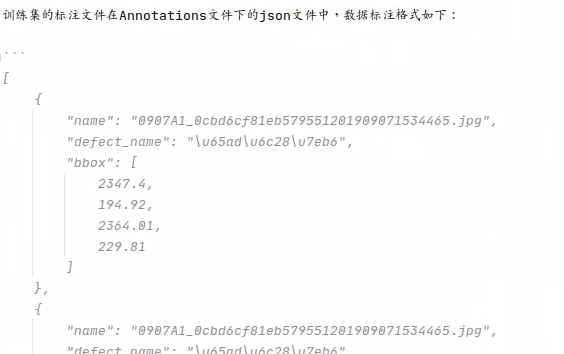 训练集的标注文件在Annotations文件下的json文件中，数据标注格式如下：
```
[
{
"name": "0907A1_0cbd6cf81eb579551201909071534465.jpg",
"defect_name": "\u65ad\u6c28\u7eb6",
"bbox": [
2347.4,
194.92,
2364.01,
229.81
]
},
{
"name": "0907A1_0cbd6cf81eb579551201909071534465.jpg",
"defect_name": "\u65ad\u6c28\u7eb6"